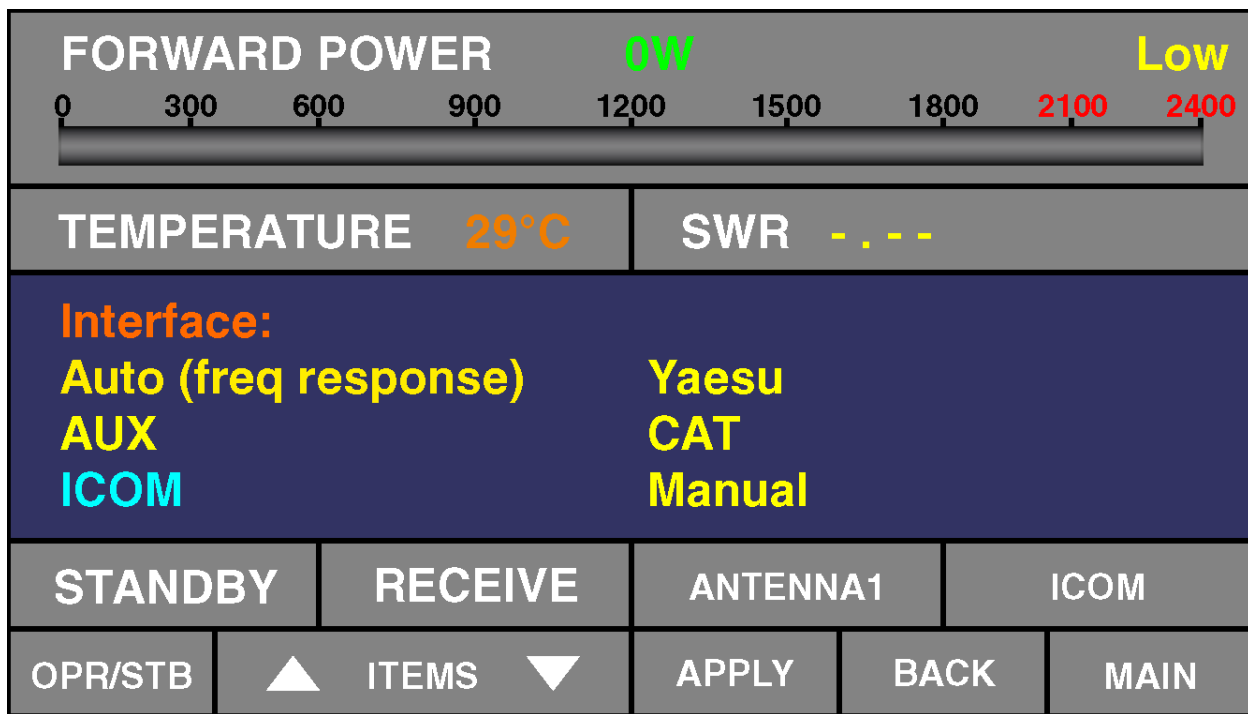 FORWARD POWER 0W Low
0 300 600 900 1200 1500 1800 2100 2400
TEMPERATURE 29°C SWR -.--
Interface:
Auto (freq response) Yaesu
AUX CAT
ICOM Manual
STANDBY RECEIVE ANTENNA1 ICOM
OPR/STB ▲ ITEMS ▼ APPLY BACK MAIN